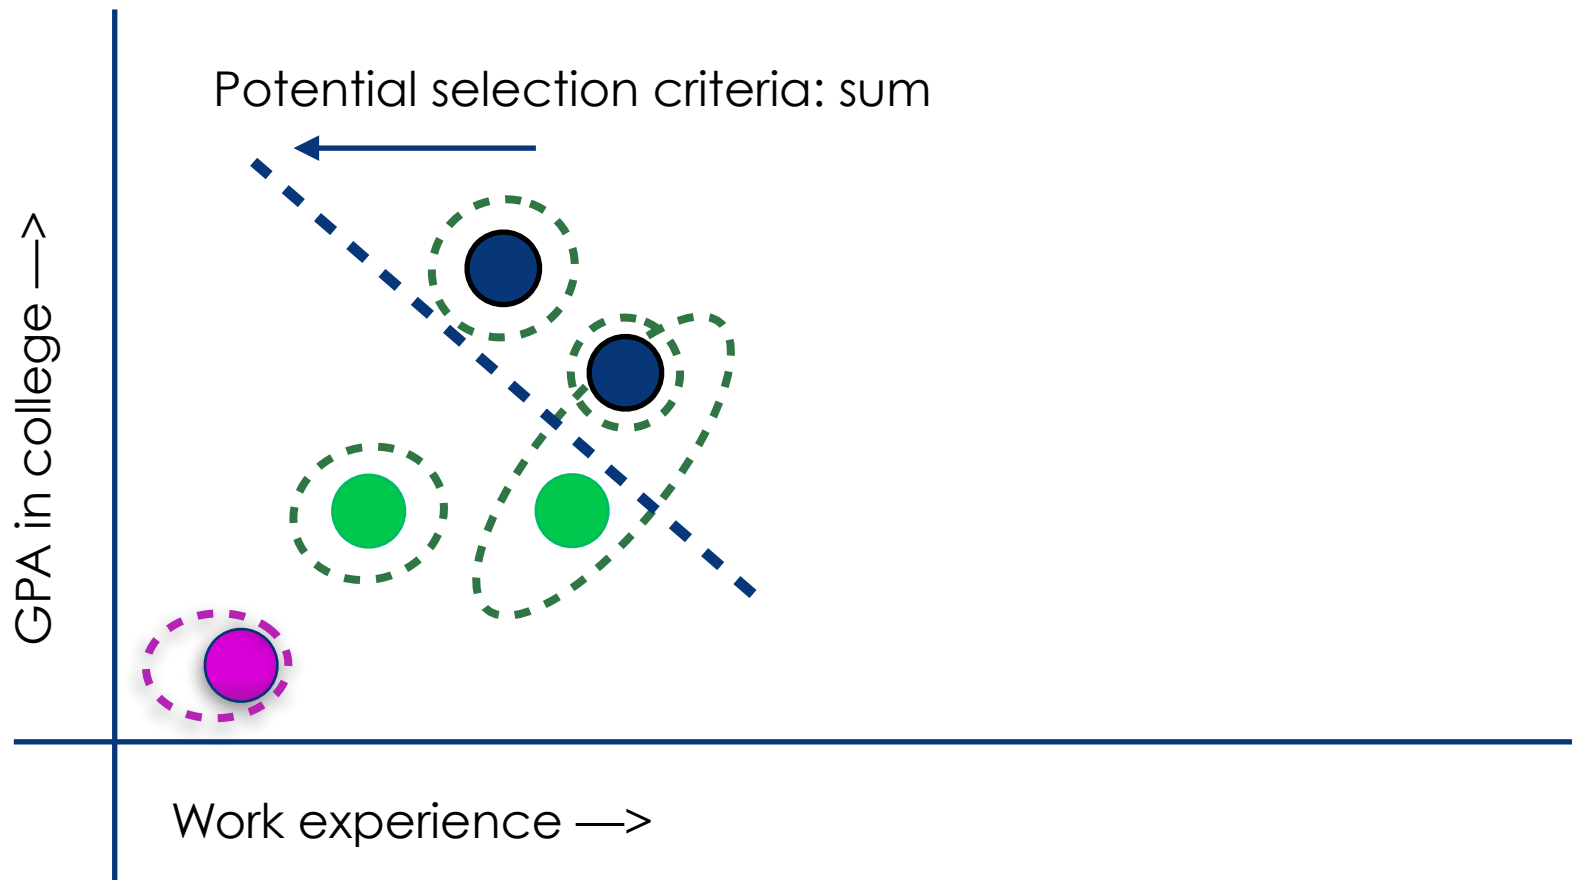 Potential selection criteria: sum
GPA in college —>
Work experience —>